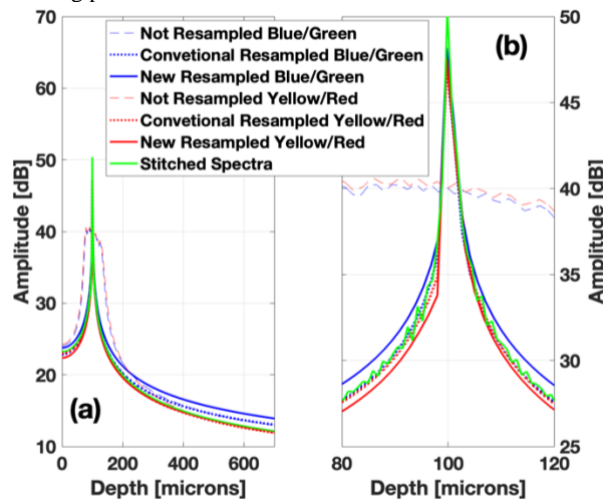 70
60
50
40
30
20
10
Amplitude [dB]
0
200
400
600
Depth [microns]
(a)
Not Resampled Blue/Green
Convetional Resampled Blue/Green
New Resampled Blue/Green
Not Resampled Yellow/Red
Convetional Resampled Yellow/Red
New Resampled Yellow/Red
Stitched Spectra
(b)
50
45
40
35
30
25
Amplitude [dB]
80
100
120
Depth [microns]